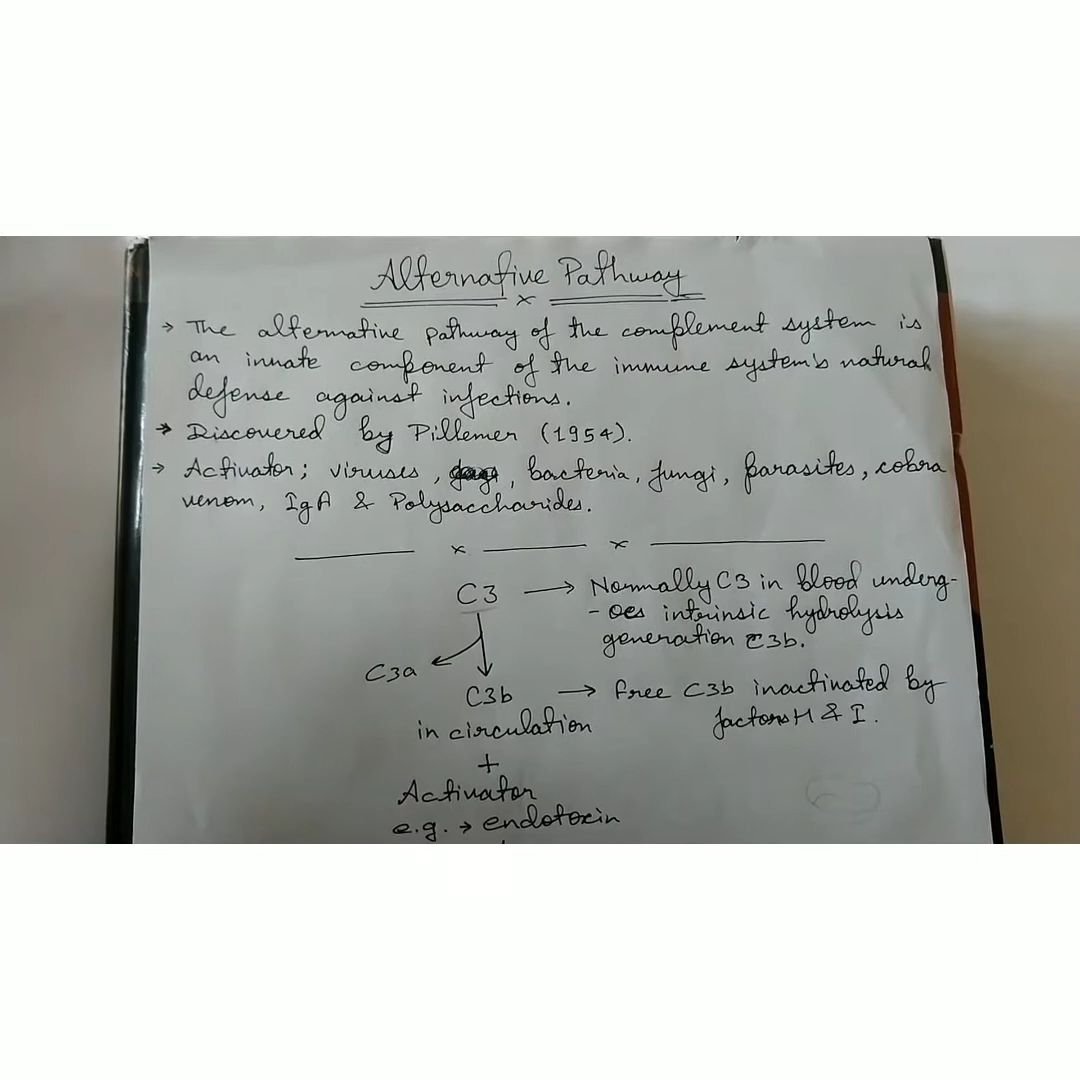 Alternative Pathway
→ The alternative pathway of the complement system is
an innate component of the immune system's natural
defense against infections.
→ Discovered by Pillemer (1954).
→ Activator; viruses, , bacteria, fungi, parasites, cobra
venom, IgA & Polysaccharides.
C3 → Normally C3 in blood underg-
-oes intrinsic hydrolysis
generation C3b.
C3a
C3b → free C3b inactivated by
in circulation factors H & I.
+
Activator
e.g. → endotoxin